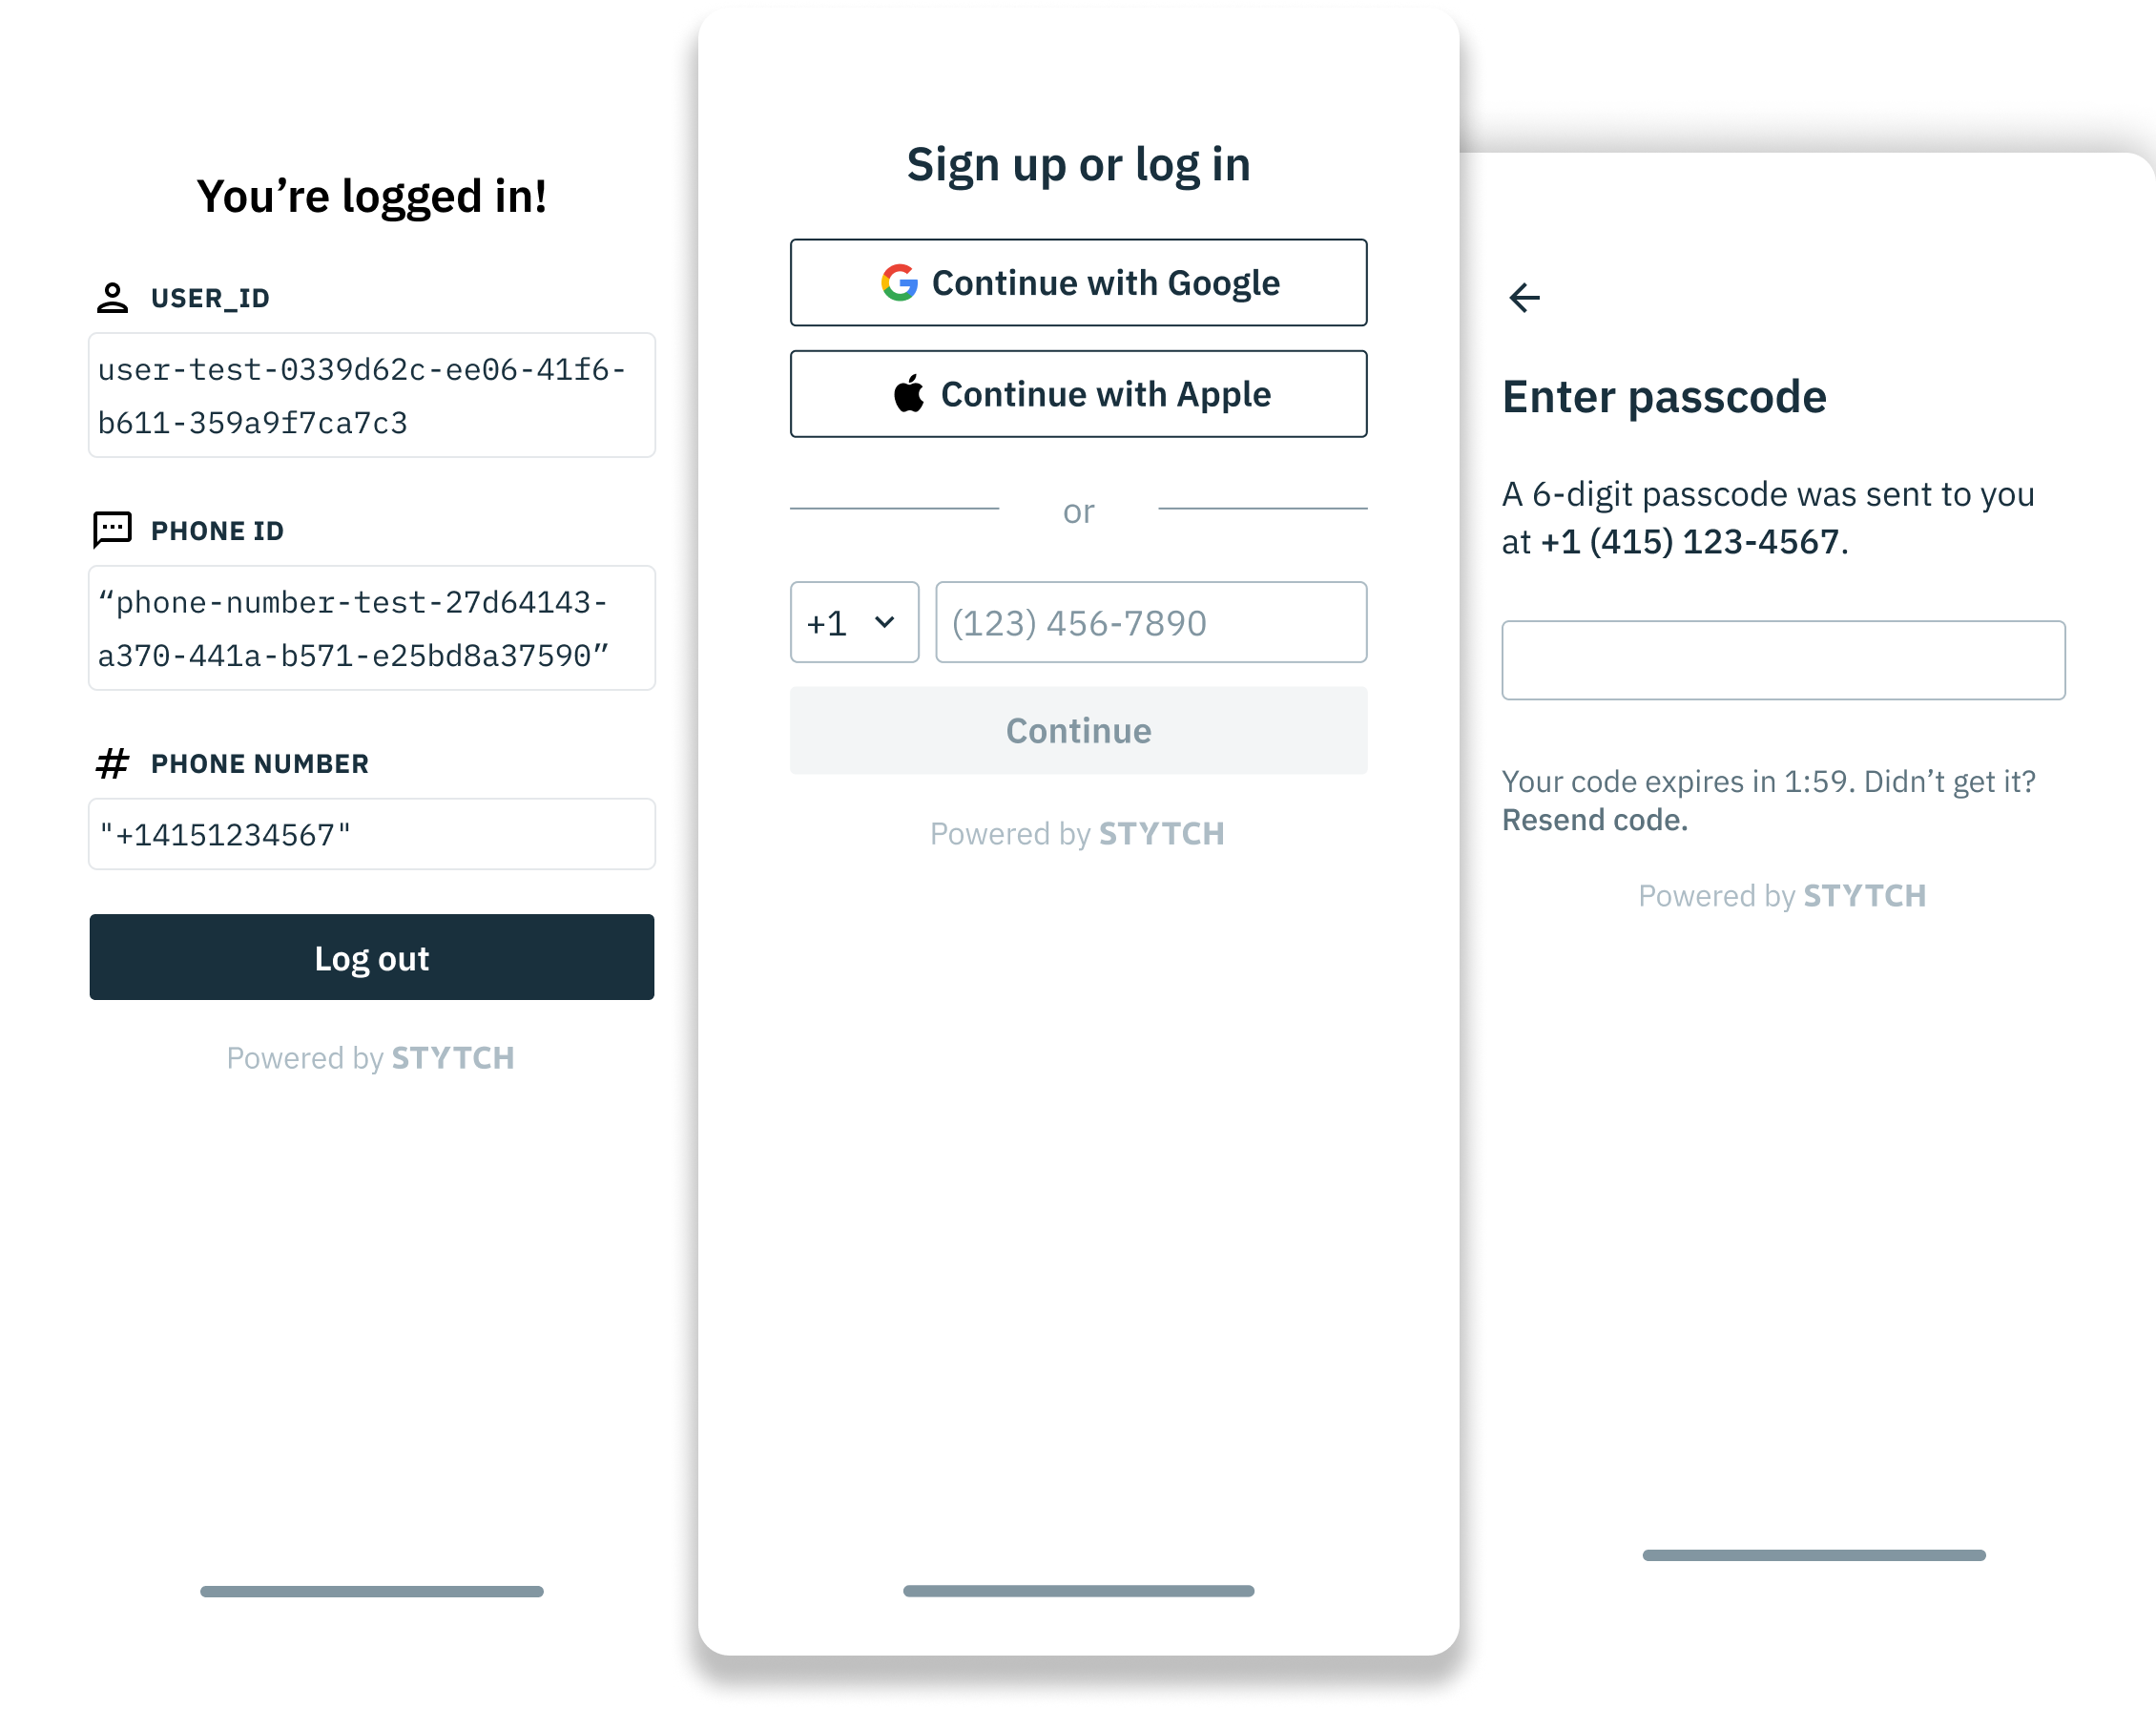 You’re logged in!
USER_ID
user-test-0339d62c-ee06-41f6-
b611-359a9f7ca7c3
PHONE ID
“phone-number-test-27d64143-
a370-441a-b571-e25bd8a37590”
PHONE NUMBER
"+14151234567"
Log out
Powered by STYTCH
Sign up or log in
Continue with Google
Continue with Apple
or
+1
(123) 456-7890
Continue
Powered by STYTCH
Enter passcode
A 6-digit passcode was sent to you
at +1 (415) 123-4567.
Your code expires in 1:59. Didn’t get it?
Resend code.
Powered by STYTCH